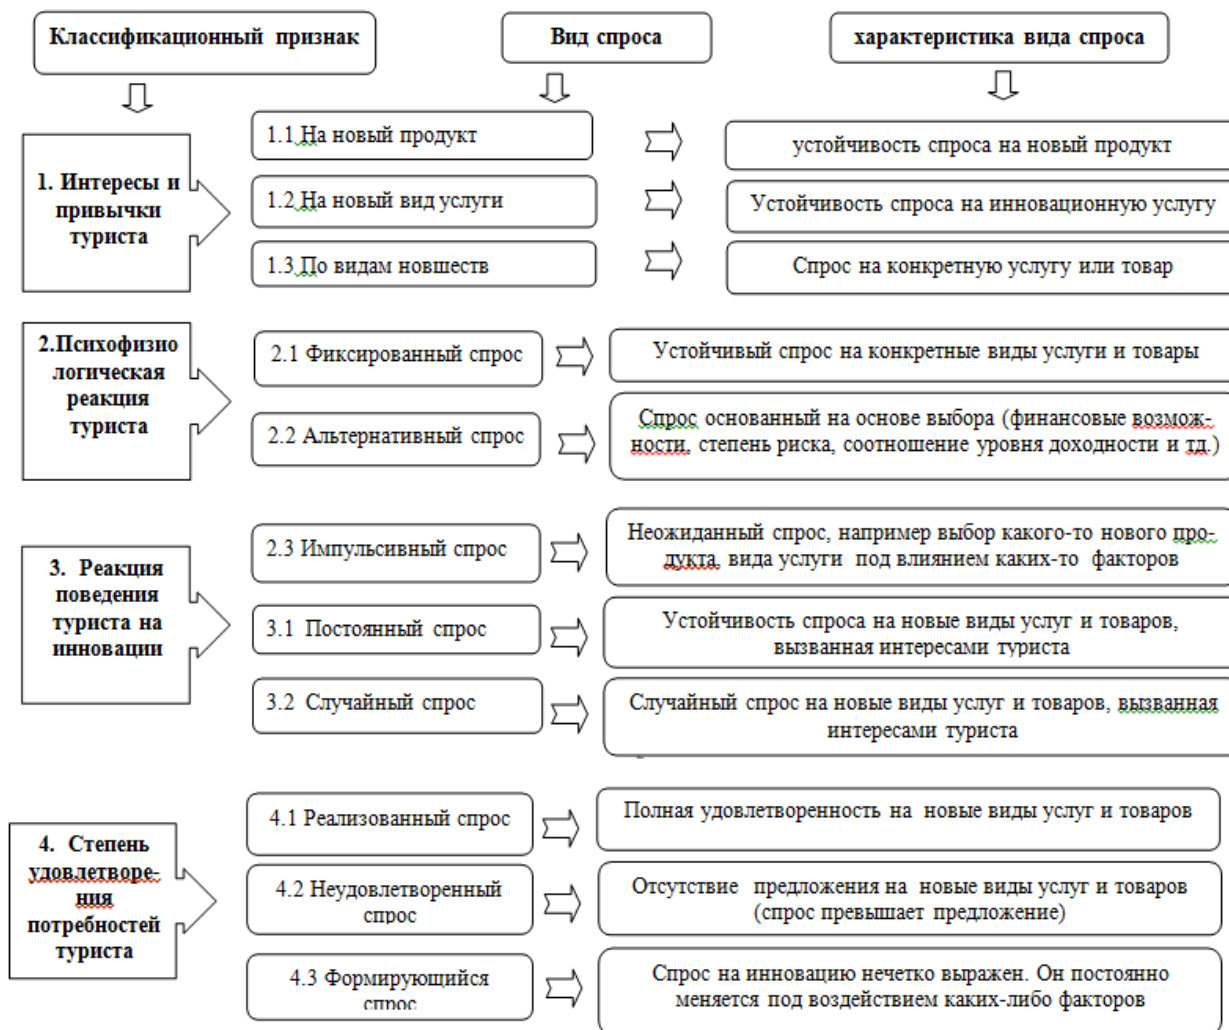 Классификационный признак
Вид спроса
характеристика вида спроса
1. Интересы и
привычки
туриста
1.1 На новый продукт
устойчивость спроса на новый продукт
1.2 На новый вид услуги
Устойчивость спроса на инновационную услугу
1.3 По видам новшеств
Спрос на конкретную услугу или товар
2.Психофизио
логическая
реакция
туриста
2.1 Фиксированный спрос
Устойчивый спрос на конкретные виды услуги и товары
2.2 Альтернативный спрос
Спрос основанный на основе выбора (финансовые возмож-
ности, степень риска, соотношение уровня доходности и тд.)
3. Реакция
поведения
туриста на
инновации
2.3 Импульсивный спрос
Неожиданный спрос, например выбор какого-то нового про-
дукта, вида услуги под влиянием каких-то факторов
3.1 Постоянный спрос
Устойчивость спроса на новые виды услуг и товаров,
вызванная интересами туриста
3.2 Случайный спрос
Случайный спрос на новые виды услуг и товаров, вызванная
интересами туриста
4. Степень
удовлетворе-
ния
потребностей
туриста
4.1 Реализованный спрос
Полная удовлетворенность на новые виды услуг и товаров
4.2 Неудовлетворенный
спрос
Отсутствие предложения на новые виды услуг и товаров
(спрос превышает предложение)
4.3 Формирующийся
спрос
Спрос на инновацию нечетко выражен. Он постоянно
меняется под воздействием каких-либо факторов